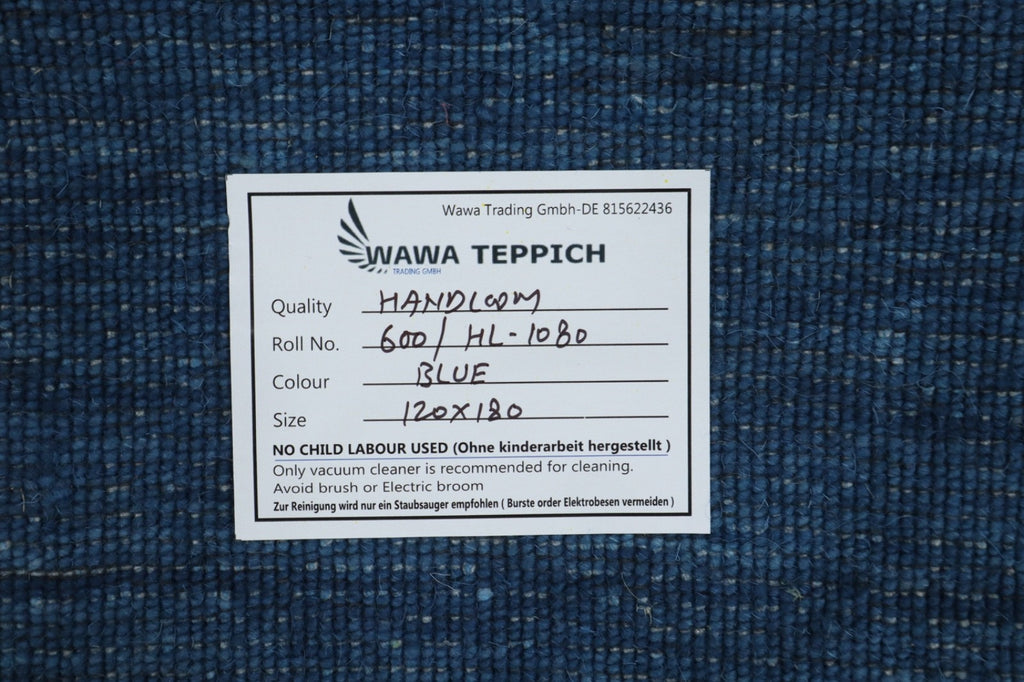 Wawa Trading Gmbh-DE 815622436
WAWA TEPPICH
TRADING GMBH
Quality HANDLOOM
Roll No. 600/ HL-1080
Colour BLUE
Size 120X180
NO CHILD LABOUR USED (Ohne kinderarbeit hergestellt )
Only vacuum cleaner is recommended for cleaning.
Avoid brush or Electric broom
Zur Reinigung wird nur ein Staubsauger empfohlen ( Burste order Elektrobesen vermeiden )